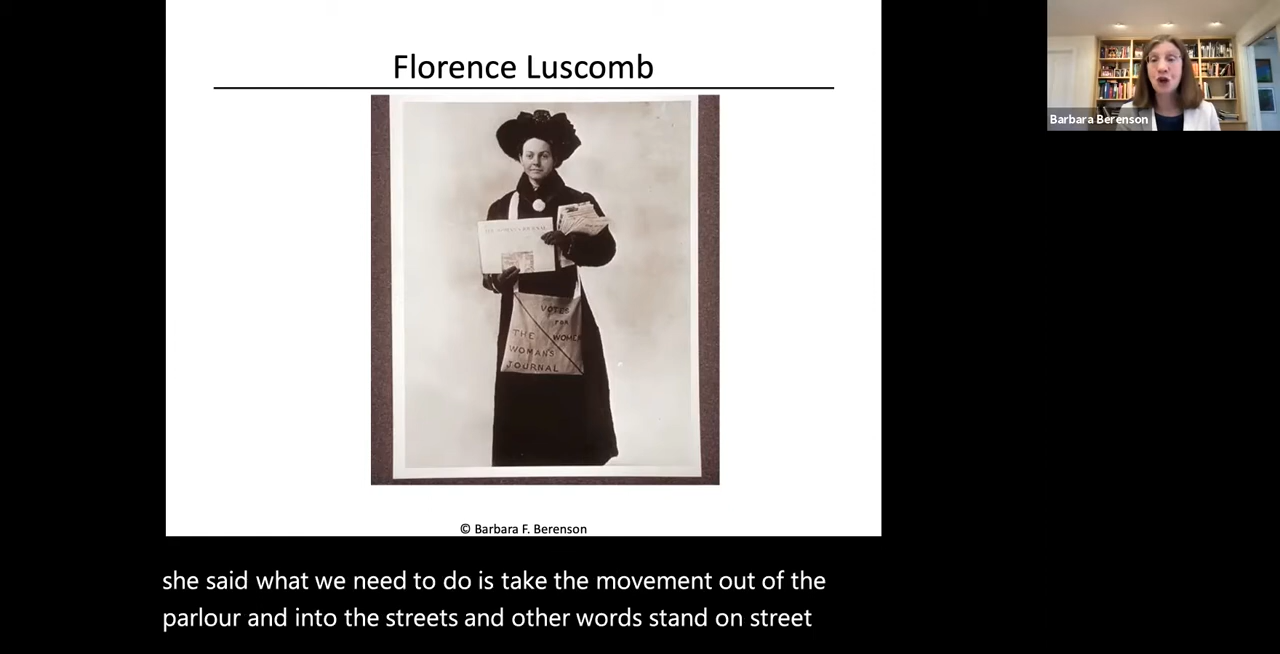 Florence Luscomb
Barbara Berenson
VOTES
FOR
WOMEN
THE
WOMAN'S
JOURNAL
© Barbara F. Berenson
she said what we need to do is take the movement out of the
parlour and into the streets and other words stand on street